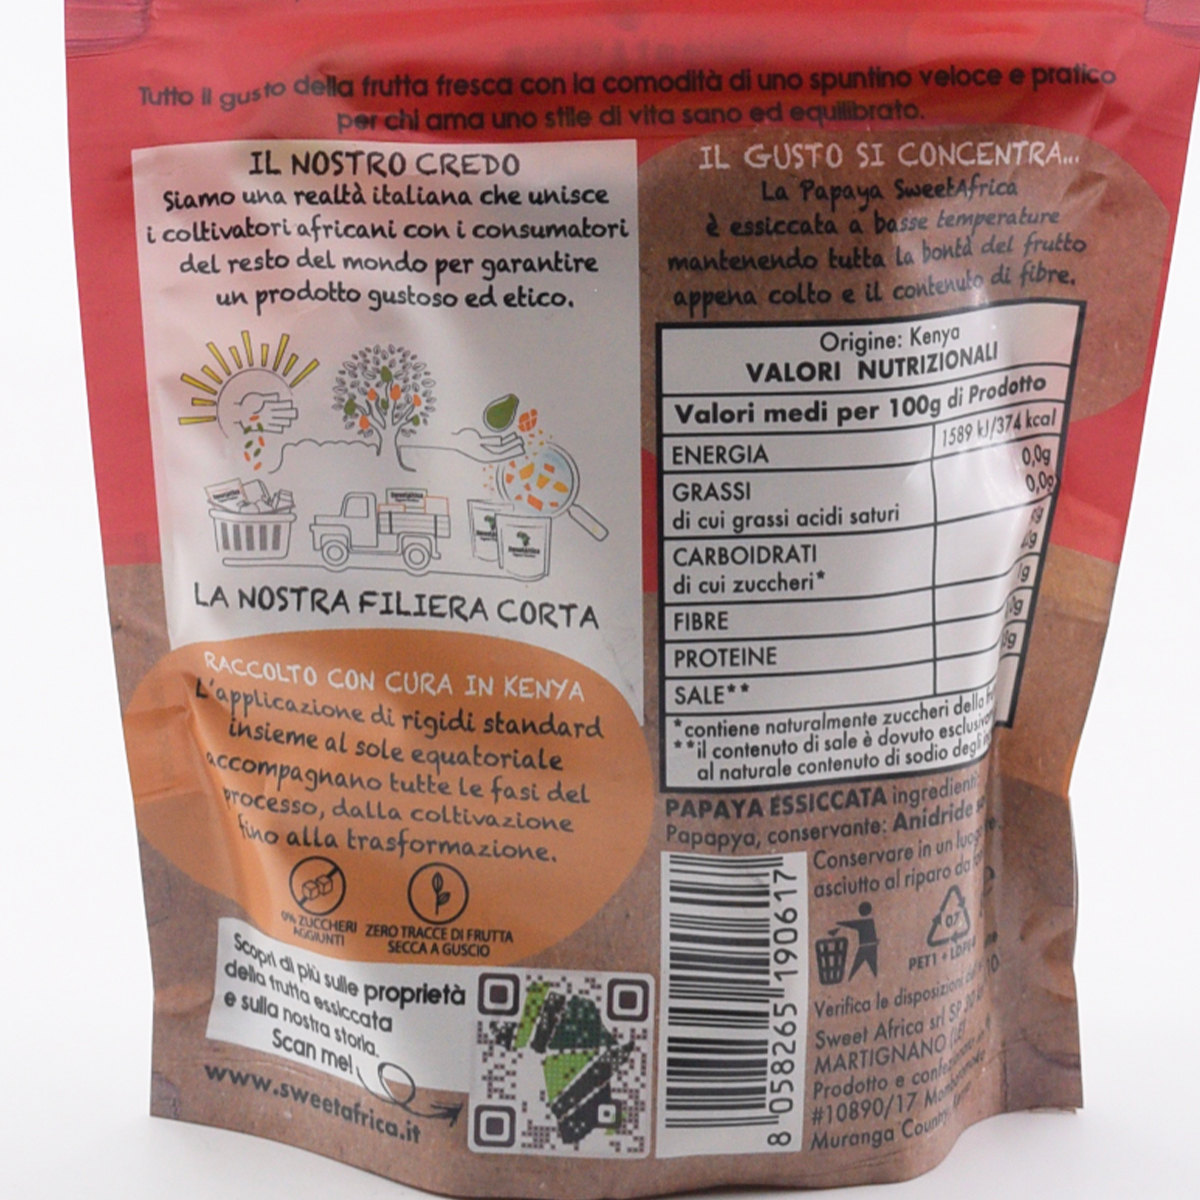 Tutto il gusto della frutta fresca con la comodità di uno spuntino veloce e pratico
per chi ama uno stile di vita sano ed equilibrato.
IL NOSTRO CREDO
Siamo una realtà italiana che unisce
i coltivatori africani con i consumatori
del resto del mondo per garantire
un prodotto gustoso ed etico.
LA NOSTRA FILIERA CORTA
RACCOLTO CON CURA IN KENYA
L'applicazione di rigidi standard
insieme al sole equatoriale
accompagnano tutte le fasi del
processo, dalla coltivazione
fino alla trasformazione.
0% ZUCCHERI
AGGIUNTI
ZERO TRACCE DI FRUTTA
SECCA A GUSCIO
Scopri di più sulle proprietà
della frutta essiccata
e sulla nostra storia.
Scan me!
www.sweetafrica.it
IL GUSTO SI CONCENTRA...
La Papaya SweetAfrica
è essiccata a basse temperature
mantenendo tutta la bontà del frutto
appena colto e il contenuto di fibre.
Origine: Kenya
VALORI NUTRIZIONALI
Valori medi per 100g di Prodotto
ENERGIA 1589 kJ/374 kcal
GRASSI 0,0g
di cui grassi acidi saturi 0,0g
CARBOIDRATI
di cui zuccheri*
FIBRE
PROTEINE
SALE**
*contiene naturalmente zuccheri della
**il contenuto di sale è dovuto
al naturale contenuto di sodio
PAPAYA ESSICCATA ingredienti:
Papapya, conservante: Anidride
Conservare in un
asciutto al riparo
07
PET1 +
Verifica le disposizioni
Sweet Africa srl SP
MARTIGNANO
Prodotto e
#10890/17
Muranga
8 058265 190617